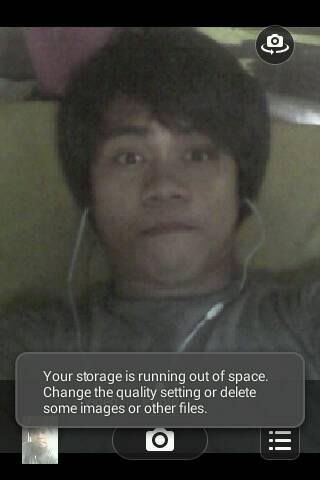 Your storage is running out of space.
Change the quality setting or delete
some images or other files.